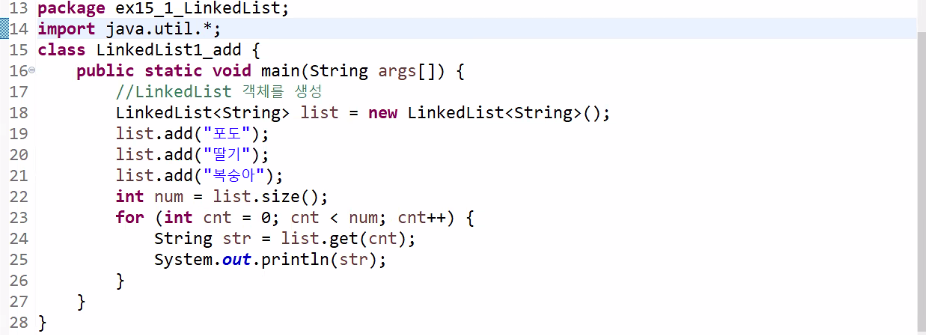 13 package ex15_1_LinkedList;
14 import java.util.*;
15 class LinkedList1_add {
16     public static void main(String args[]) {
17         //LinkedList 객체를 생성
18         LinkedList<String> list = new LinkedList<String>();
19         list.add("포도");
20         list.add("딸기");
21         list.add("복숭아");
22         int num = list.size();
23         for (int cnt = 0; cnt < num; cnt++) {
24             String str = list.get(cnt);
25             System.out.println(str);
26         }
27     }
28 }